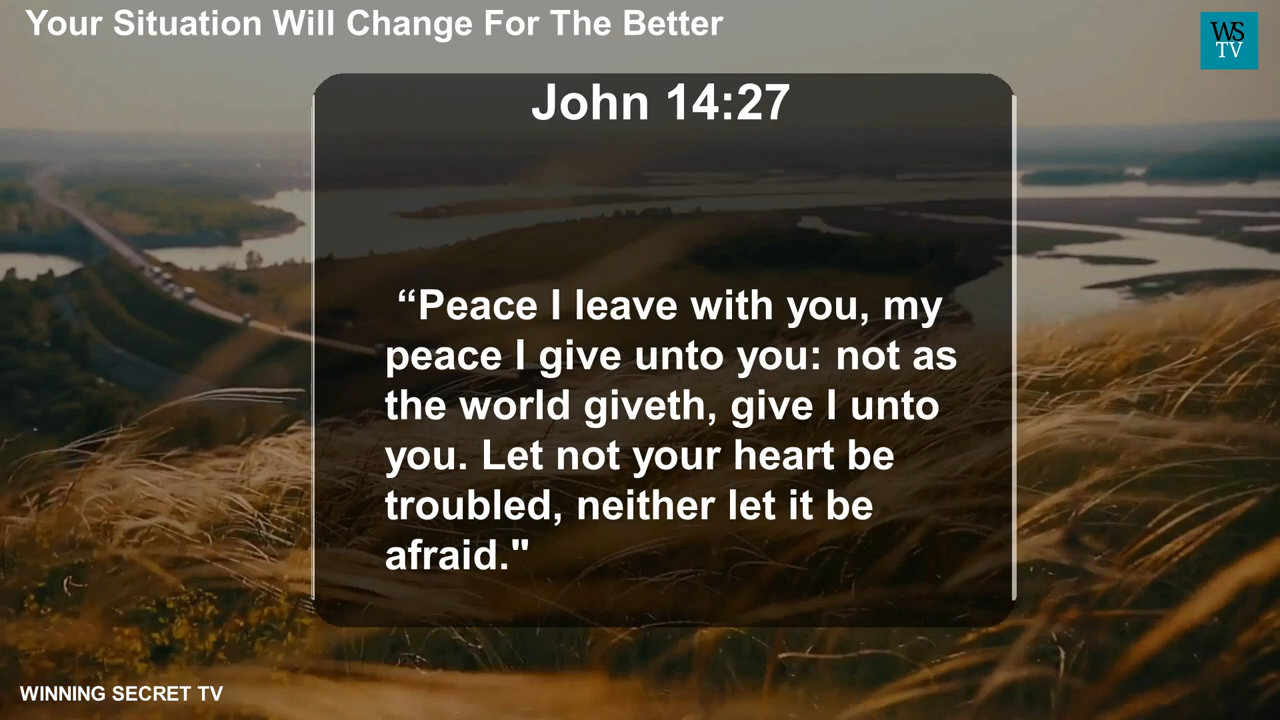 Your Situation Will Change For The Better
WS
TV
John 14:27
“Peace I leave with you, my
peace I give unto you: not as
the world giveth, give I unto
you. Let not your heart be
troubled, neither let it be
afraid."
WINNING SECRET TV